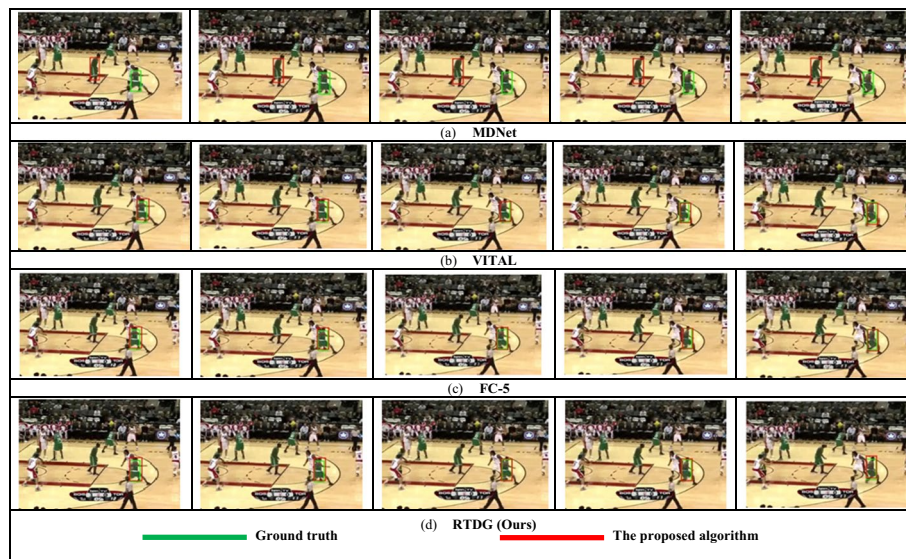 (a) MDNet
(b) VITAL
(c) FC-5
(d) RTDG (Ours)
Ground truth
The proposed algorithm